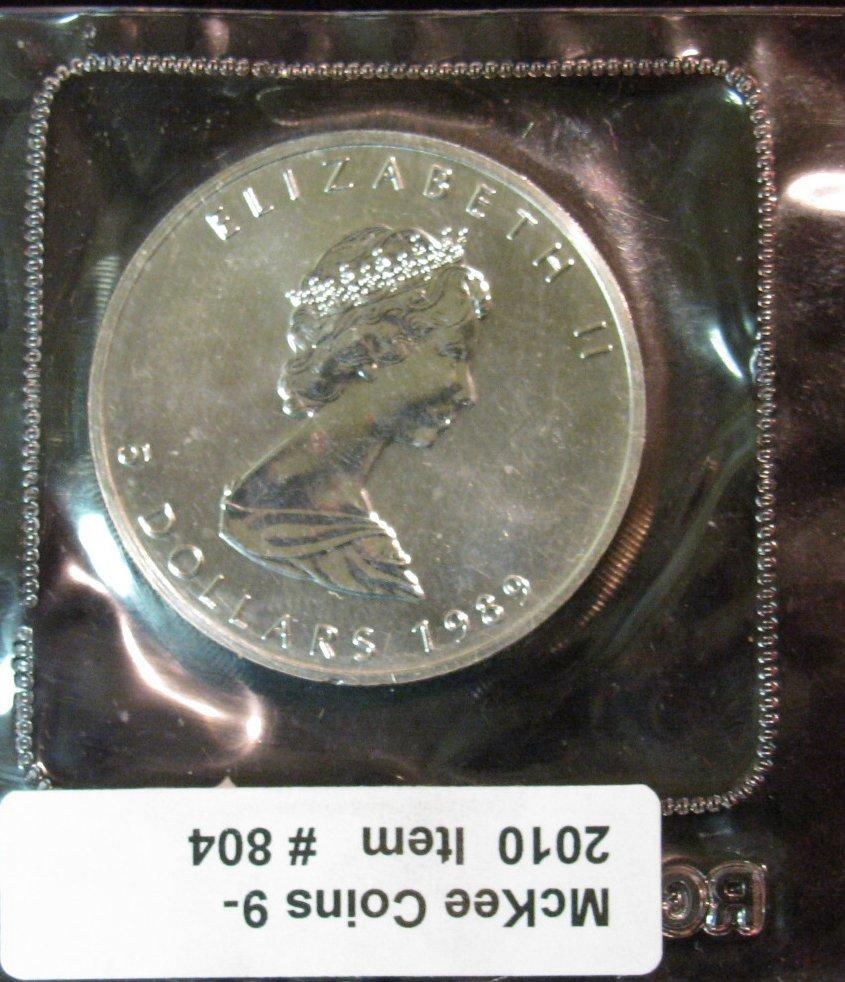 ELIZABETH II
5 DOLLARS 1989
McKee Coins 9-
2010 Item # 804